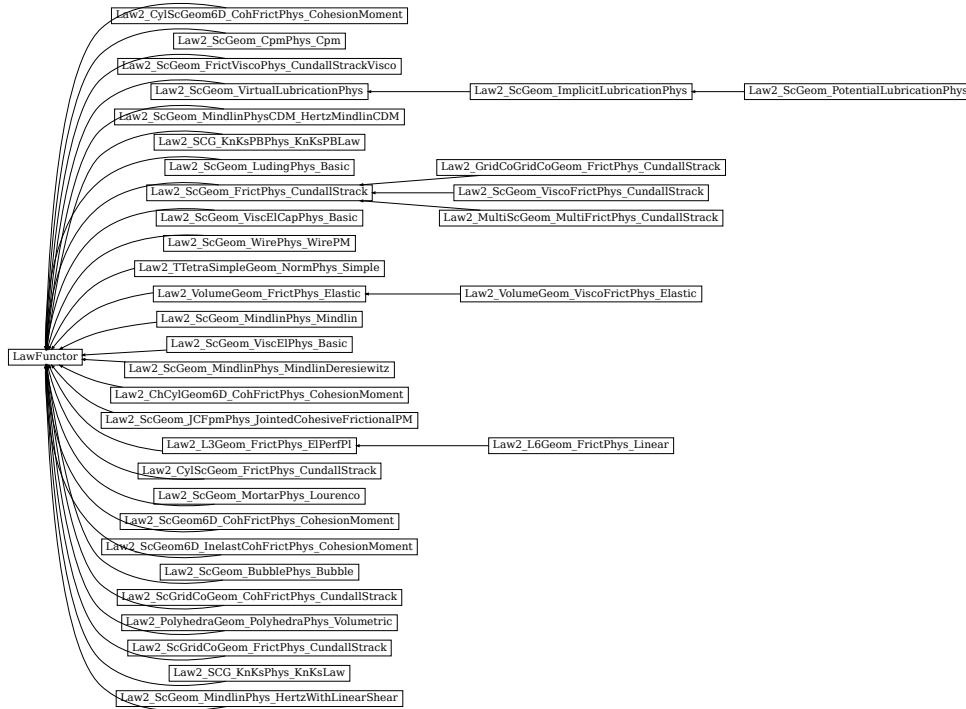 Law2_CylScGeom6D_CohFrictPhys_CohesionMoment
Law2_ScGeom_CpmPhys_Cpm
Law2_ScGeom_FrictViscoPhys_CundallStrackVisco
Law2_ScGeom_VirtualLubricationPhys
Law2_ScGeom_ImplicitLubricationPhys
Law2_ScGeom_PotentialLubricationPhys
Law2_ScGeom_MindlinPhysCDM_HertzMindlinCDM
Law2_SCG_KnKsPBPhys_KnKsPBLaw
Law2_ScGeom_LudingPhys_Basic
Law2_GridCoGridCoGeom_FrictPhys_CundallStrack
Law2_ScGeom_FrictPhys_CundallStrack
Law2_ScGeom_ViscoFrictPhys_CundallStrack
Law2_ScGeom_ViscElCapPhys_Basic
Law2_MultiScGeom_MultiFrictPhys_CundallStrack
Law2_ScGeom_WirePhys_WirePM
Law2_TTetraSimpleGeom_NormPhys_Simple
Law2_VolumeGeom_FrictPhys_Elastic
Law2_VolumeGeom_ViscoFrictPhys_Elastic
Law2_ScGeom_MindlinPhys_Mindlin
Law2_ScGeom_ViscElPhys_Basic
LawFunctor
Law2_ScGeom_MindlinPhys_MindlinDeresiewitz
Law2_ChCylGeom6D_CohFrictPhys_CohesionMoment
Law2_ScGeom_JCFpmPhys_JointedCohesiveFrictionalPM
Law2_L3Geom_FrictPhys_ElPerfPl
Law2_L6Geom_FrictPhys_Linear
Law2_CylScGeom_FrictPhys_CundallStrack
Law2_ScGeom_MortarPhys_Lourenco
Law2_ScGeom6D_CohFrictPhys_CohesionMoment
Law2_ScGeom6D_InelastCohFrictPhys_CohesionMoment
Law2_ScGeom_BubblePhys_Bubble
Law2_ScGridCoGeom_CohFrictPhys_CundallStrack
Law2_PolyhedraGeom_PolyhedraPhys_Volumetric
Law2_ScGridCoGeom_FrictPhys_CundallStrack
Law2_SCG_KnKsPhys_KnKsLaw
Law2_ScGeom_MindlinPhys_HertzWithLinearShear